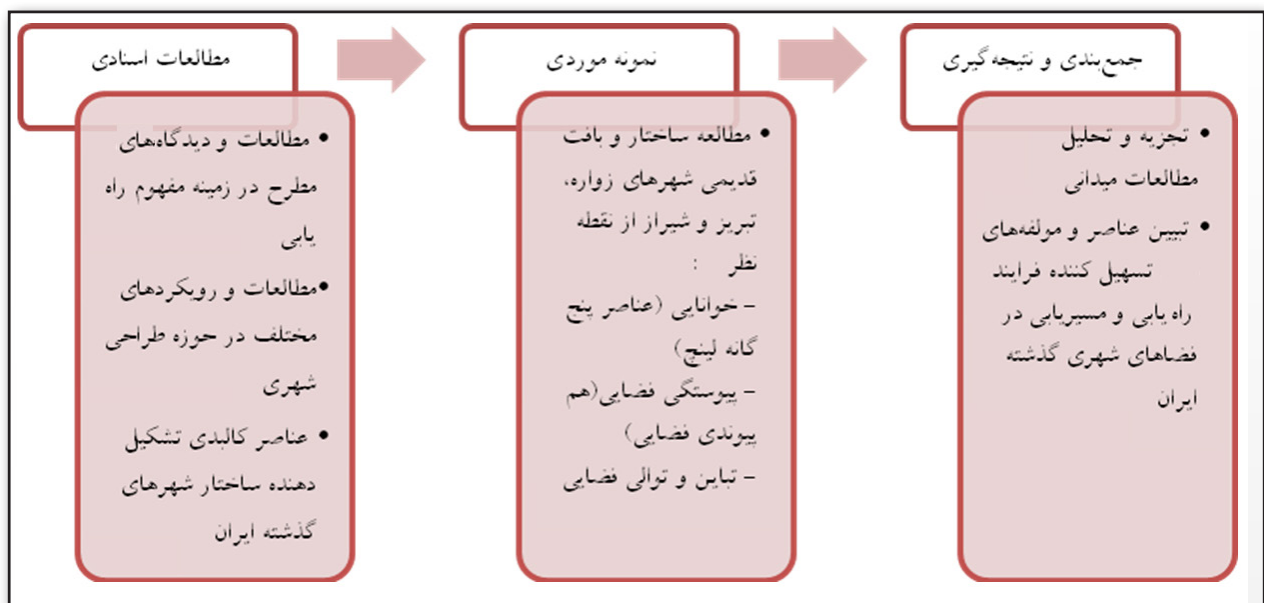 مطالعات اسنادی
• مطالعات و دیدگاه‌های
مطرح در زمینه مفهوم راه
یابی
• مطالعات و رویکردهای
مختلف در حوزه طراحی
شهری
• عناصر کالبدی تشکیل
دهنده ساختار شهرهای
گذشته ایران
نمونه موردی
• مطالعه ساختار و بافت
قدیمی شهرهای زواره،
تبریز و شیراز از نقطه
نظر :
- خوانایی (عناصر پنج
گانه لینچ)
- پیوستگی فضایی(هم
پیوندی فضایی)
- تباین و توالی فضایی
جمع‌بندی و نتیجه گیری
• تجزیه و تحلیل
مطالعات میدانی
• تبیین عناصر و مولفه‌های
تسهیل کننده فرایند
راه یابی و مسیریابی در
فضاهای شهری گذشته
ایران